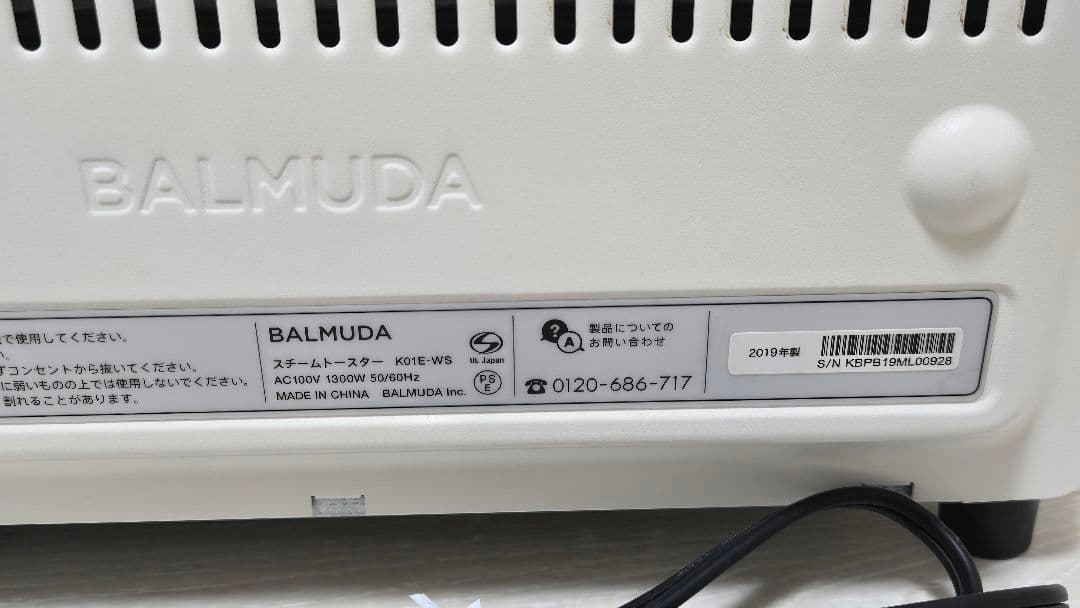 BALMUDA
で使用してください。
い。
ずコンセントから抜いてください。
に弱いものの上では使用しないでください。
割れることがあります。
BALMUDA
スチームトースター K01E-WS
AC100V 1300W 50/60Hz
MADE IN CHINA BALMUDA Inc.
UL Japan
PS
E
?
A
製品についての
お問い合わせ
☎ 0120-686-717
2019年製
S/N KBPB19ML00928